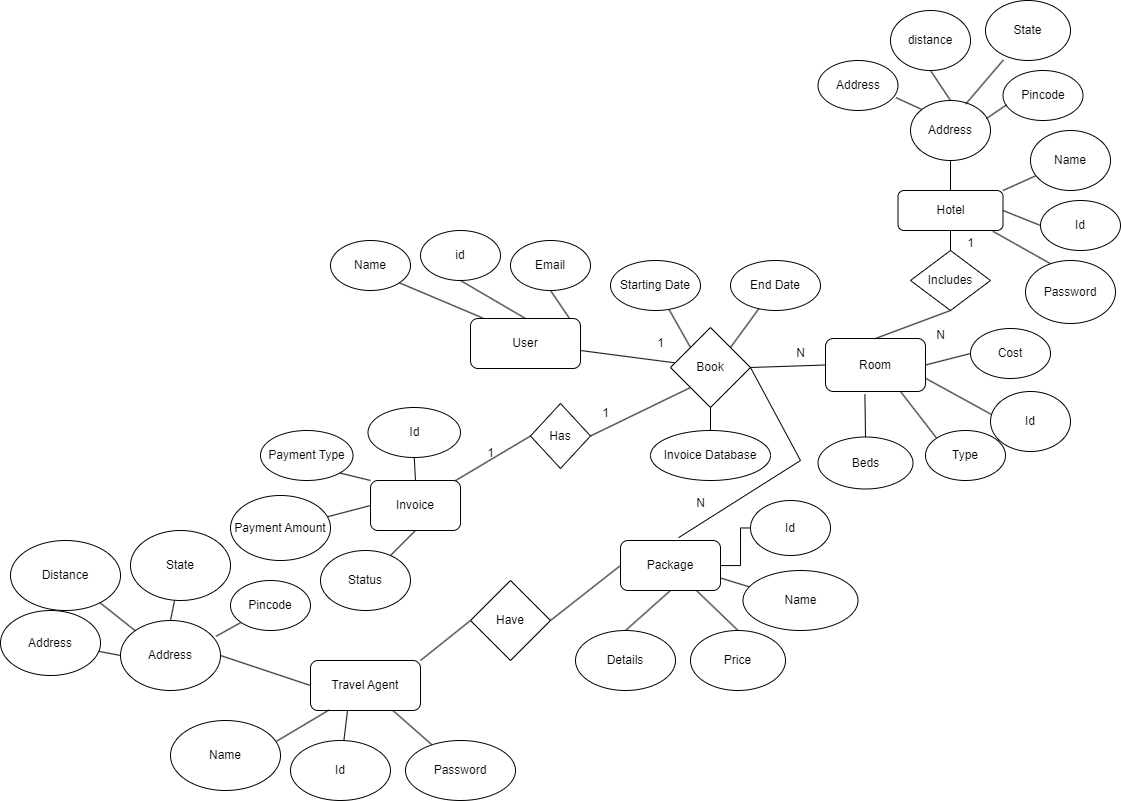 State
distance
Address
Pincode
Address
Name
Hotel
Id
1
Includes
Password
N
Name
id
Email
Starting Date
End Date
User
1
Book
N
Room
Cost
Id
Type
Beds
1
Has
1
Invoice Database
Id
Payment Type
Invoice
Payment Amount
Status
N
Id
Package
Name
Details
Price
Have
State
Distance
Pincode
Address
Address
Travel Agent
Name
Id
Password